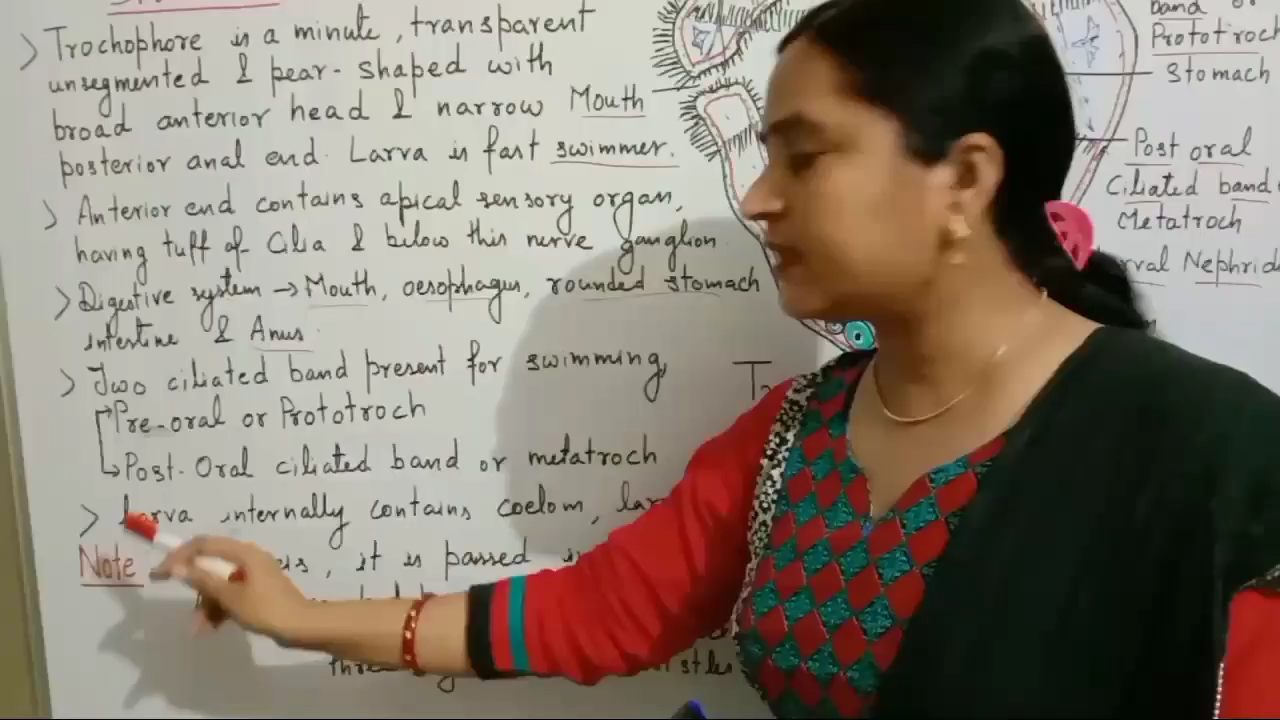 > Trochophore is a minute, transparent
unsegmented & pear-shaped with
broad anterior head & narrow
posterior anal end. Larva is fast swimmer.
> Anterior end contains apical sensory organ,
having tuff of Cilia & below this nerve ganglion.
> Digestive system → Mouth, oesophagus, rounded stomach
intestine & Anus.
> Two ciliated band present for swimming,
Pre-oral or Prototroch
Post-Oral ciliated band or metatroch
> Larva internally contains coelom,
Note
, it is passed
Mouth
band
Prototroch
Stomach
Post oral
Ciliated band
Metatroch
Nephrid